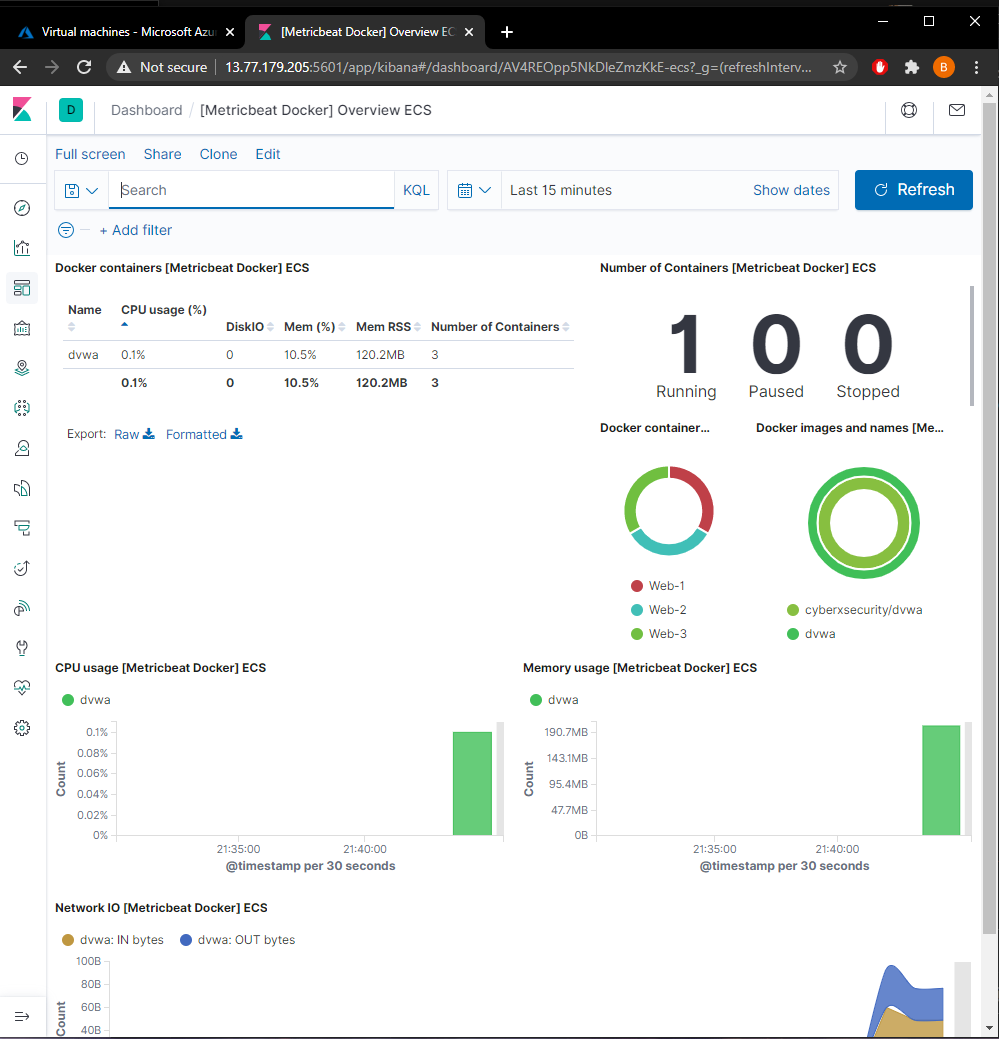 Virtual machines - Microsoft Azu
[Metricbeat Docker] Overview EC
Not secure
13.77.179.205:5601/app/kibana#/dashboard/AV4REOpp5NkDleZmzKkE-ecs?_g=(refreshInterv...
B
D
Dashboard / [Metricbeat Docker] Overview ECS
Full screen Share Clone Edit
Search KQL Last 15 minutes Show dates Refresh
+ Add filter
Docker containers [Metricbeat Docker] ECS
Name CPU usage (%) DiskIO Mem (%) Mem RSS Number of Containers
dvwa 0.1% 0 10.5% 120.2MB 3
0.1% 0 10.5% 120.2MB 3
Export: Raw Formatted
Number of Containers [Metricbeat Docker] ECS
1 0 0
Running Paused Stopped
Docker container...
Web-1
Web-2
Web-3
Docker images and names [Me...
cyberxsecurity/dvwa
dvwa
CPU usage [Metricbeat Docker] ECS
dvwa
Count
0.1%
0.08%
0.06%
0.04%
0.02%
0%
21:35:00 21:40:00
@timestamp per 30 seconds
Memory usage [Metricbeat Docker] ECS
dvwa
Count
190.7MB
143.1MB
95.4MB
47.7MB
0B
21:35:00 21:40:00
@timestamp per 30 seconds
Network IO [Metricbeat Docker] ECS
dvwa: IN bytes dvwa: OUT bytes
Count
100B
80B
60B
40B